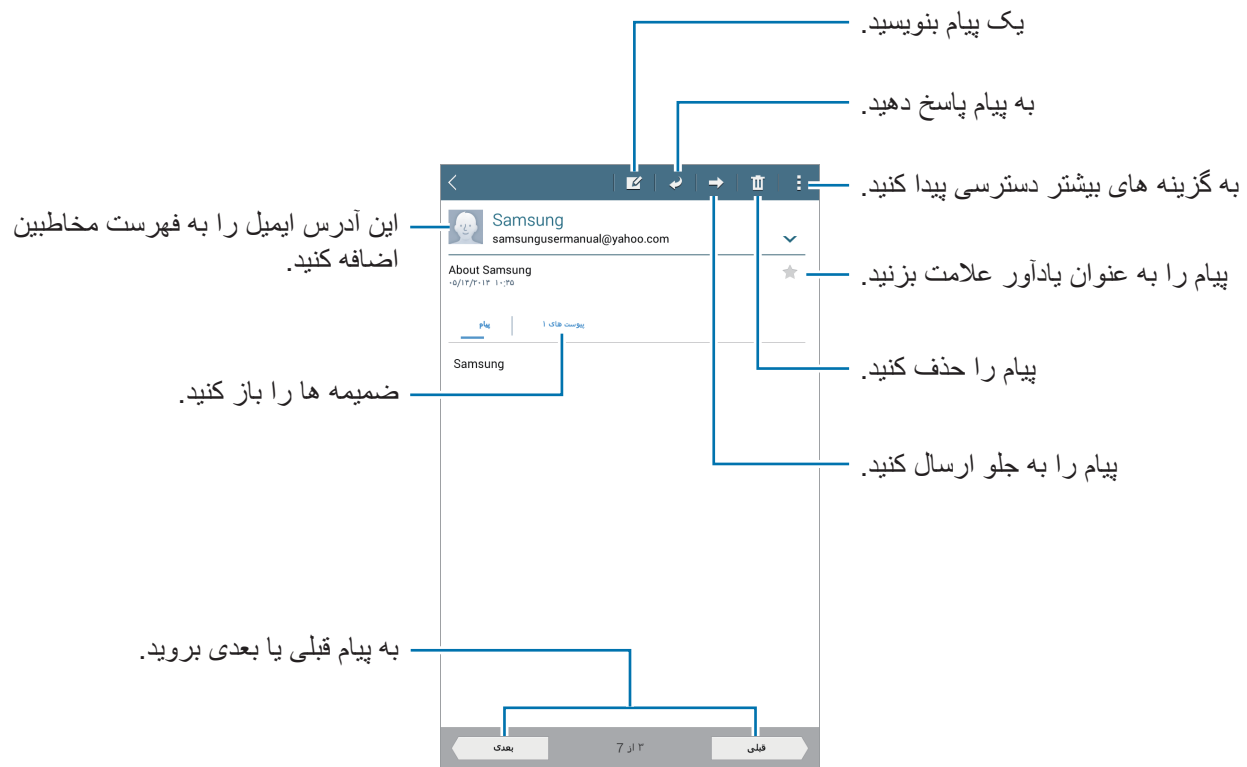 یک پیام بنویسید.
به پیام پاسخ دهید.
به گزینه های بیشتر دسترسی پیدا کنید.
این آدرس ایمیل را به فهرست مخاطبین
اضافه کنید.
Samsung
samsungusermanual@yahoo.com
پیام را به عنوان یادآور علامت بزنید.
About Samsung
۰۵/۱۳/۲۰۱۳ ۱۰:۳۵
پیام
پیوست های ۱
Samsung
پیام را حذف کنید.
ضمیمه ها را باز کنید.
پیام را به جلو ارسال کنید.
به پیام قبلی یا بعدی بروید.
قبلی
۳ از 7
بعدی